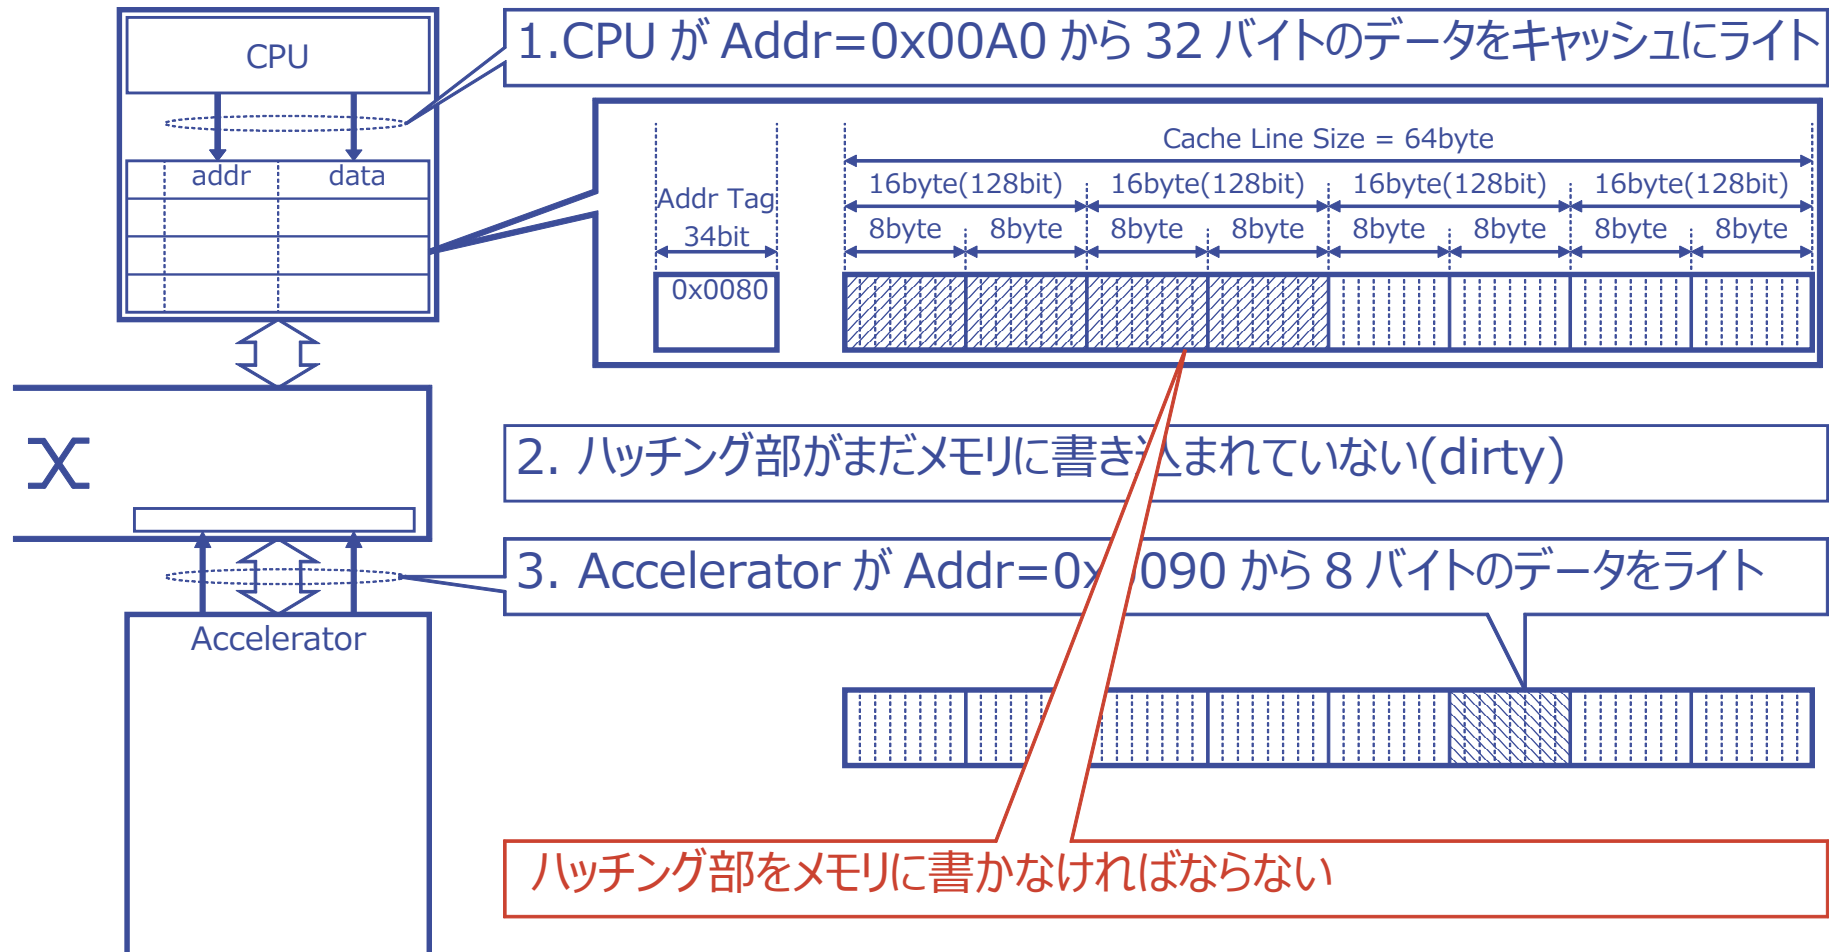 CPU
1.CPU が Addr=0x00A0 から 32 バイトのデータをキャッシュにライト
addr data
Cache Line Size = 64byte
16byte(128bit) 16byte(128bit) 16byte(128bit) 16byte(128bit)
Addr Tag
34bit
8byte 8byte 8byte 8byte 8byte 8byte 8byte 8byte
0x0080
2. ハッチング部がまだメモリに書き込まれていない(dirty)
3. Accelerator が Addr=0x0090 から 8 バイトのデータをライト
Accelerator
ハッチング部をメモリに書かなければならない